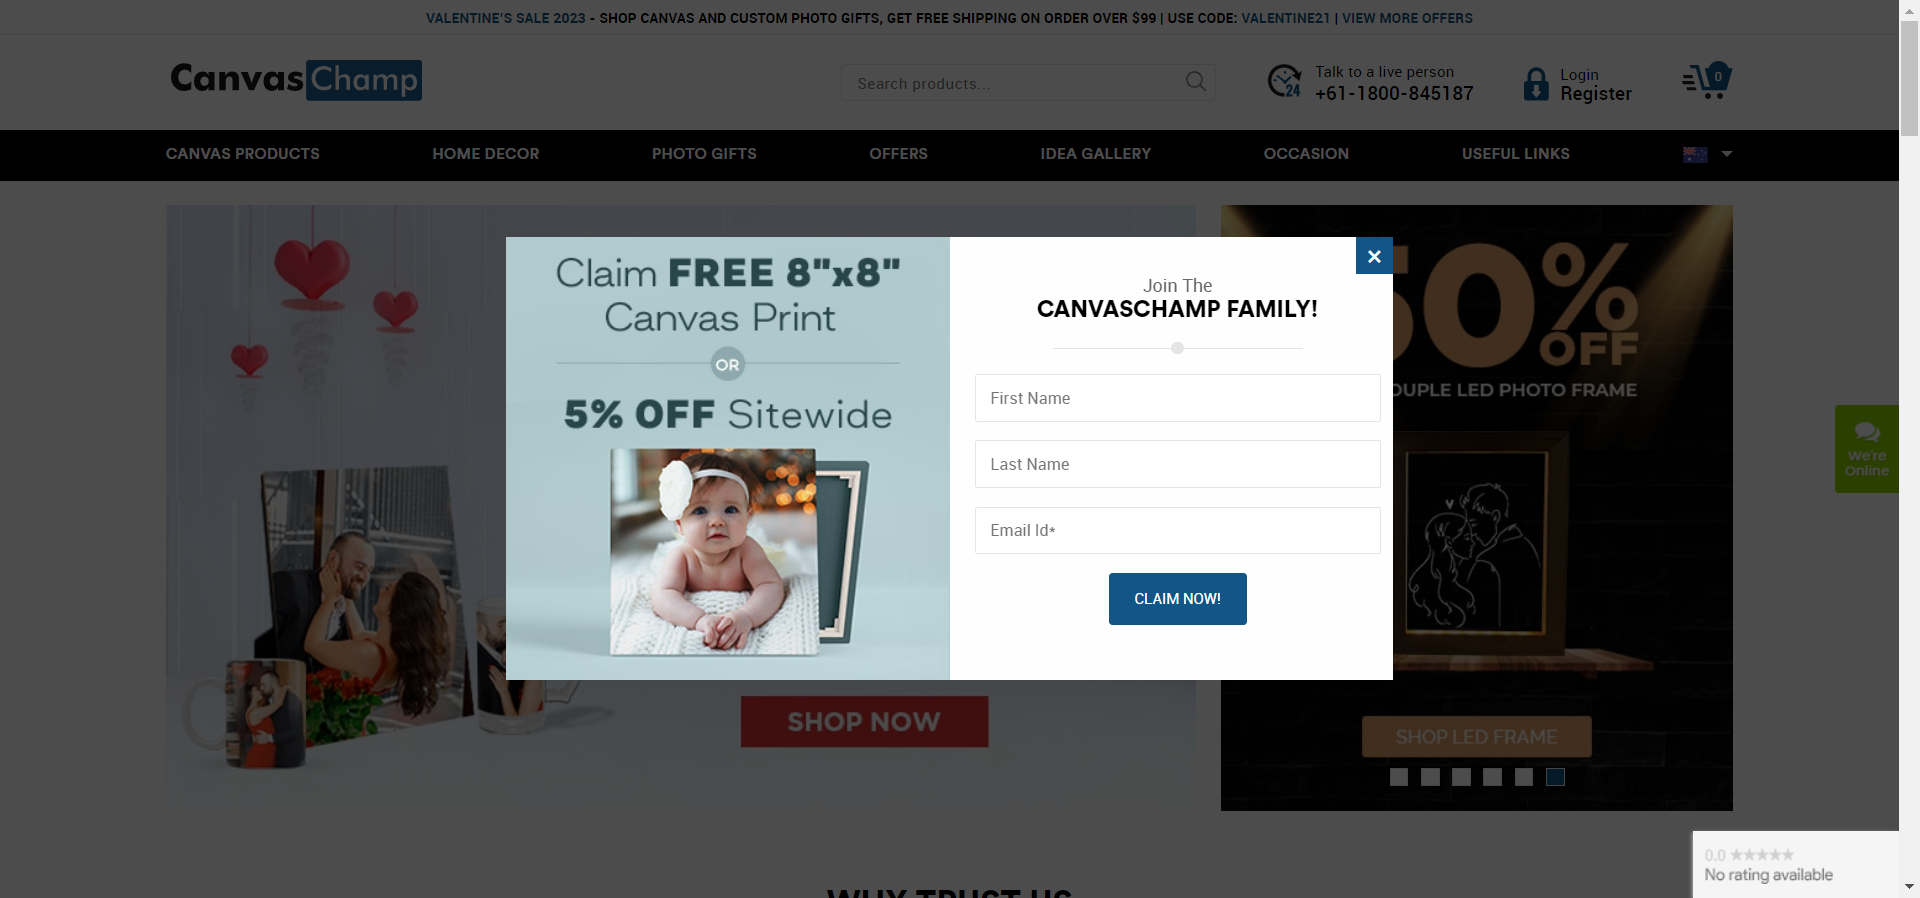 VALENTINE'S SALE 2023 - SHOP CANVAS AND CUSTOM PHOTO GIFTS, GET FREE SHIPPING ON ORDER OVER $99 | USE CODE: VALENTINE21 | VIEW MORE OFFERS
CanvasChamp
Search products...
24
Talk to a live person
+61-1800-845187
Login
Register
0
CANVAS PRODUCTS
HOME DECOR
PHOTO GIFTS
OFFERS
IDEA GALLERY
OCCASION
USEFUL LINKS
Claim FREE 8"x8"
Canvas Print
OR
5% OFF Sitewide
×
Join The
CANVASCHAMP FAMILY!
First Name
Last Name
Email Id*
CLAIM NOW!
0%
OFF
OUPLE LED PHOTO FRAME
SHOP LED FRAME
SHOP NOW
We're
Online
0.0 ★★★★★
No rating available
WHY TRUST US